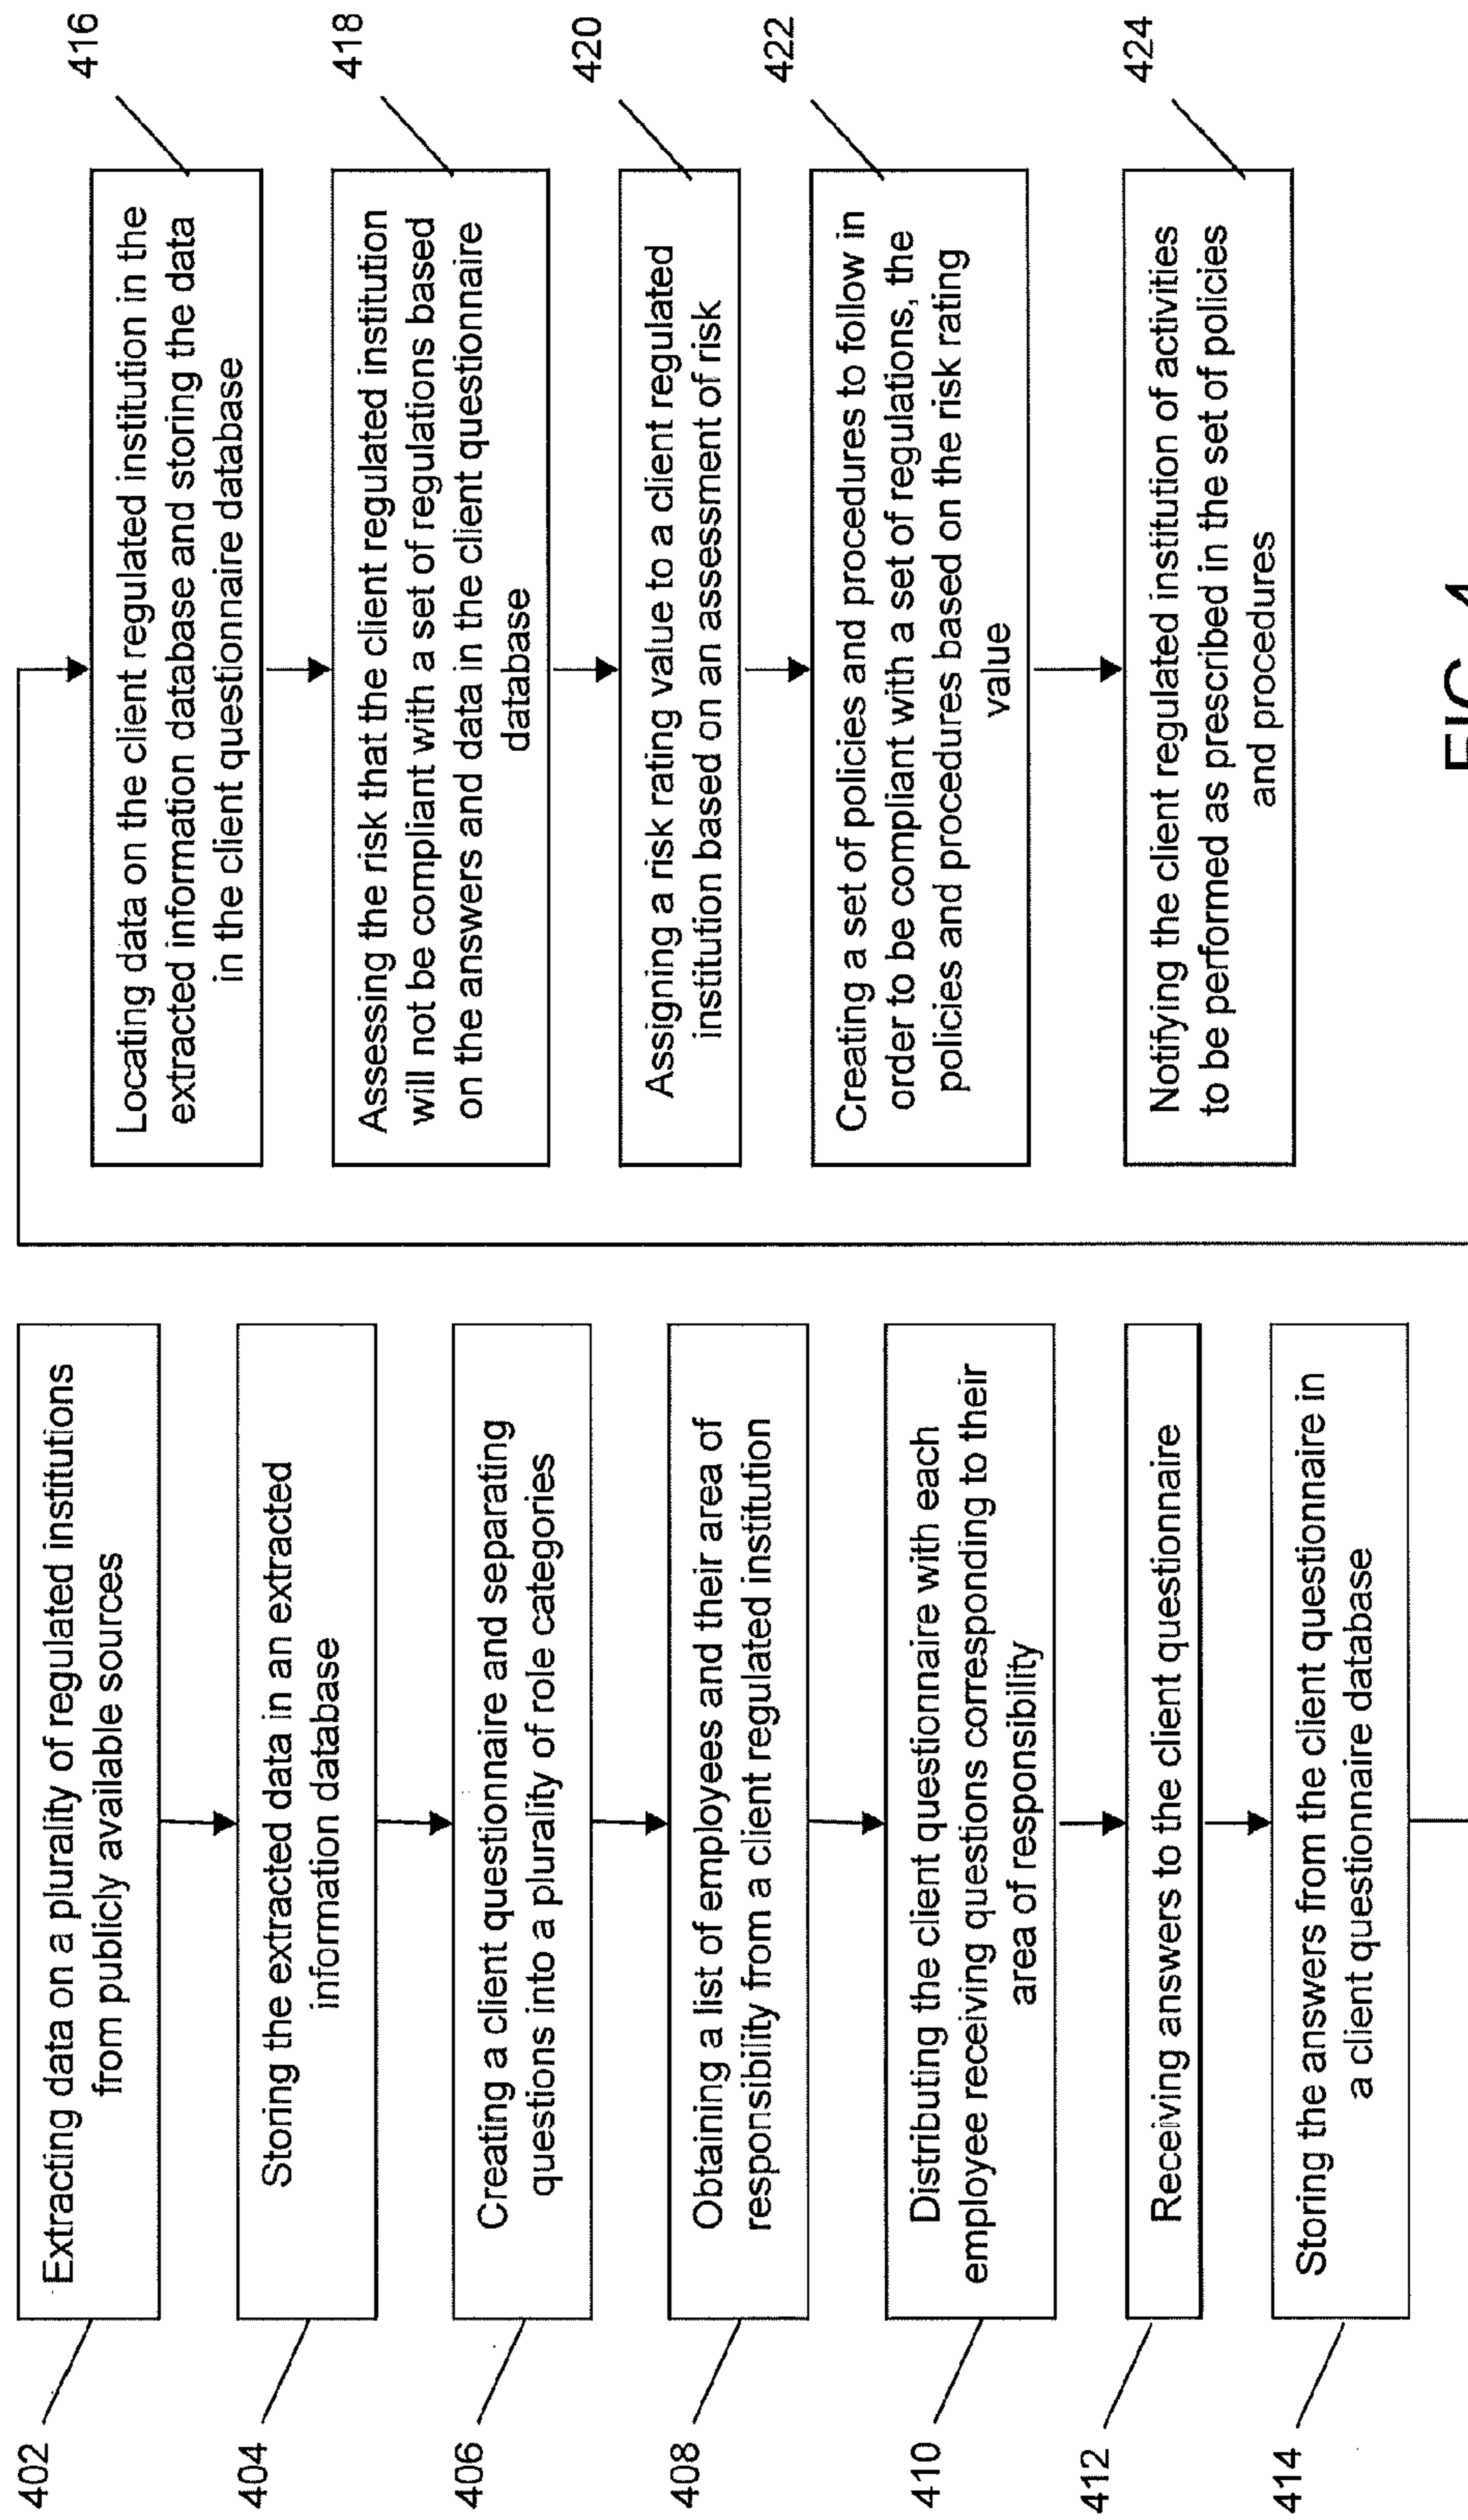 402
Extracting data on a plurality of regulated institutions
from publicly available sources
404
Storing the extracted data in an extracted
information database
406
Creating a client questionnaire and separating
questions into a plurality of role categories
408
Obtaining a list of employees and their area of
responsibility from a client regulated institution
410
Distributing the client questionnaire with each
employee receiving questions corresponding to their
area of responsibility
412
Receiving answers to the client questionnaire
414
Storing the answers from the client questionnaire in
a client questionnaire database
416
Locating data on the client regulated institution in the
extracted information database and storing the data
in the client questionnaire database
418
Assessing the risk that the client regulated institution
will not be compliant with a set of regulations based
on the answers and data in the client questionnaire
database
420
Assigning a risk rating value to a client regulated
institution based on an assessment of risk
422
Creating a set of policies and procedures to follow in
order to be compliant with a set of regulations, the
policies and procedures based on the risk rating
value
424
Notifying the client regulated institution of activities
to be performed as prescribed in the set of policies
and procedures
FIG. 4